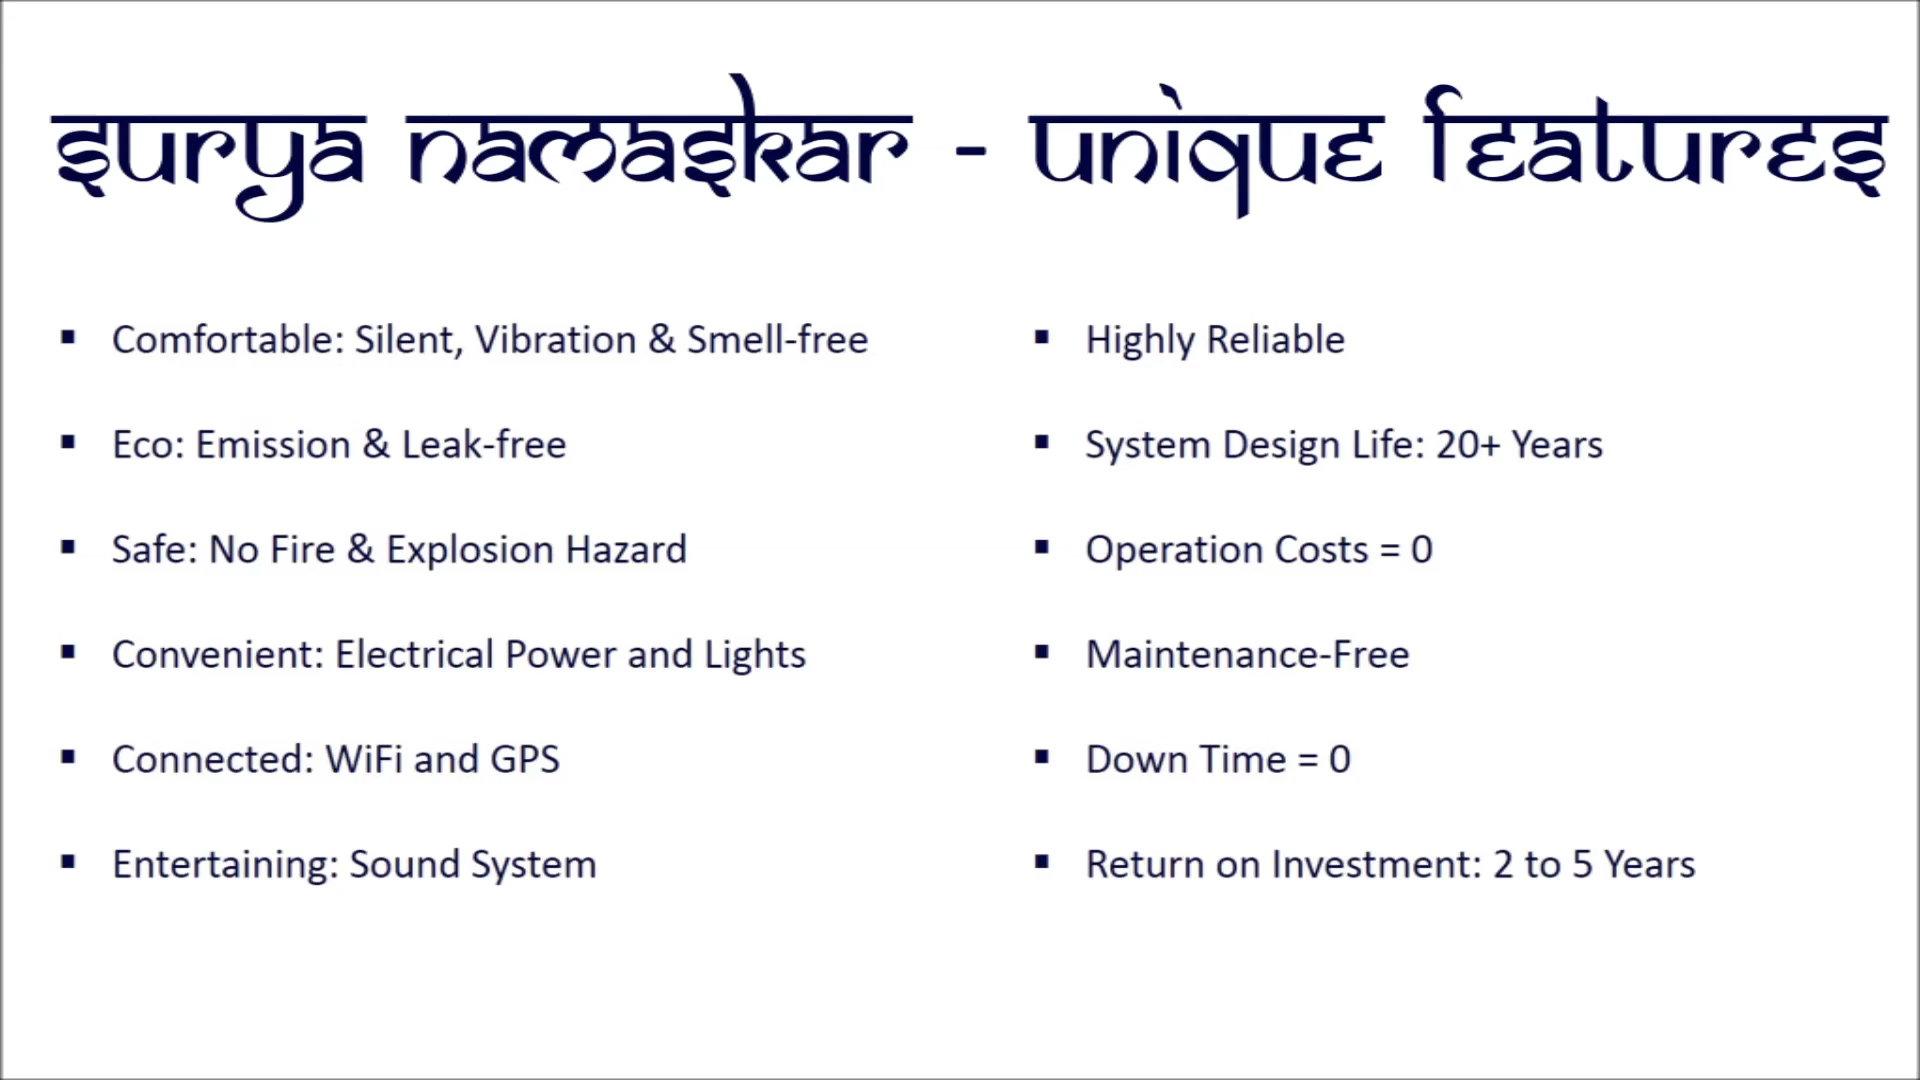 Surya Namaskar - Unique Features
▪ Comfortable: Silent, Vibration & Smell-free
▪ Eco: Emission & Leak-free
▪ Safe: No Fire & Explosion Hazard
▪ Convenient: Electrical Power and Lights
▪ Connected: WiFi and GPS
▪ Entertaining: Sound System
▪ Highly Reliable
▪ System Design Life: 20+ Years
▪ Operation Costs = 0
▪ Maintenance-Free
▪ Down Time = 0
▪ Return on Investment: 2 to 5 Years